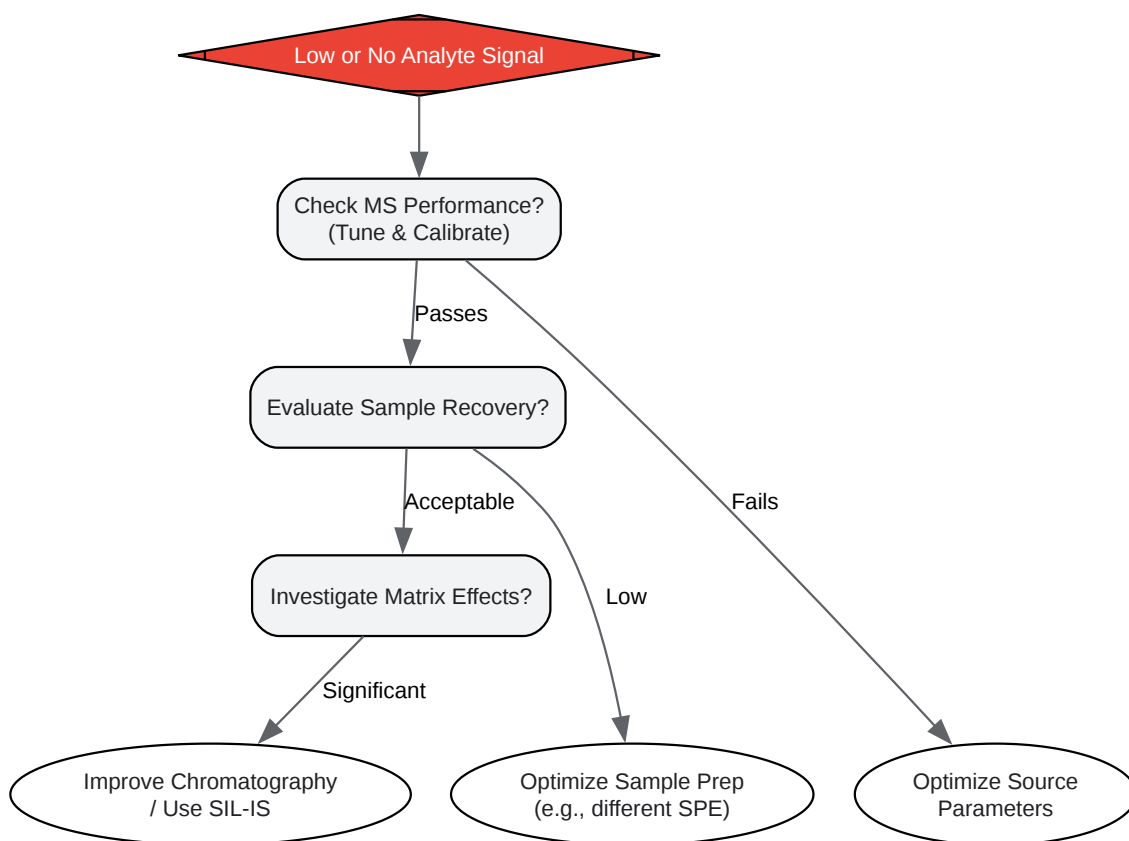 Low or No Analyte Signal
Check MS Performance?
(Tune & Calibrate)
Passes
Evaluate Sample Recovery?
Acceptable
Fails
Investigate Matrix Effects?
Low
Significant
Improve Chromatography
/ Use SIL-IS
Optimize Sample Prep
(e.g., different SPE)
Optimize Source
Parameters